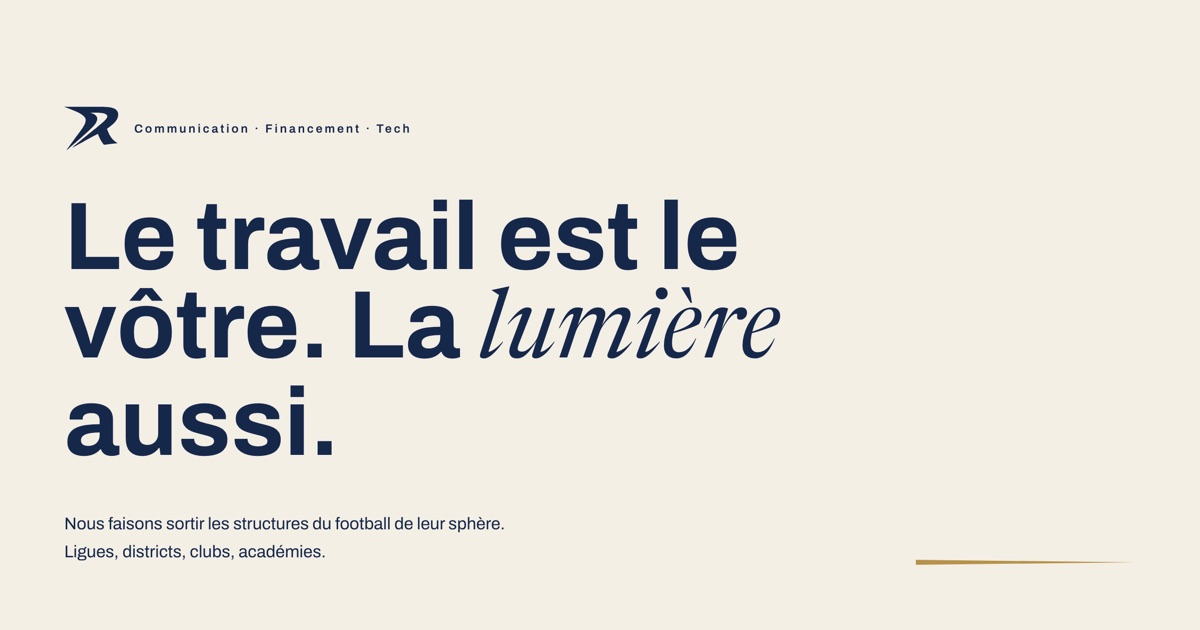 R
Communication · Financement · Tech
Le travail est le
vôtre. La lumière
aussi.
Nous faisons sortir les structures du football de leur sphère.
Ligues, districts, clubs, académies.